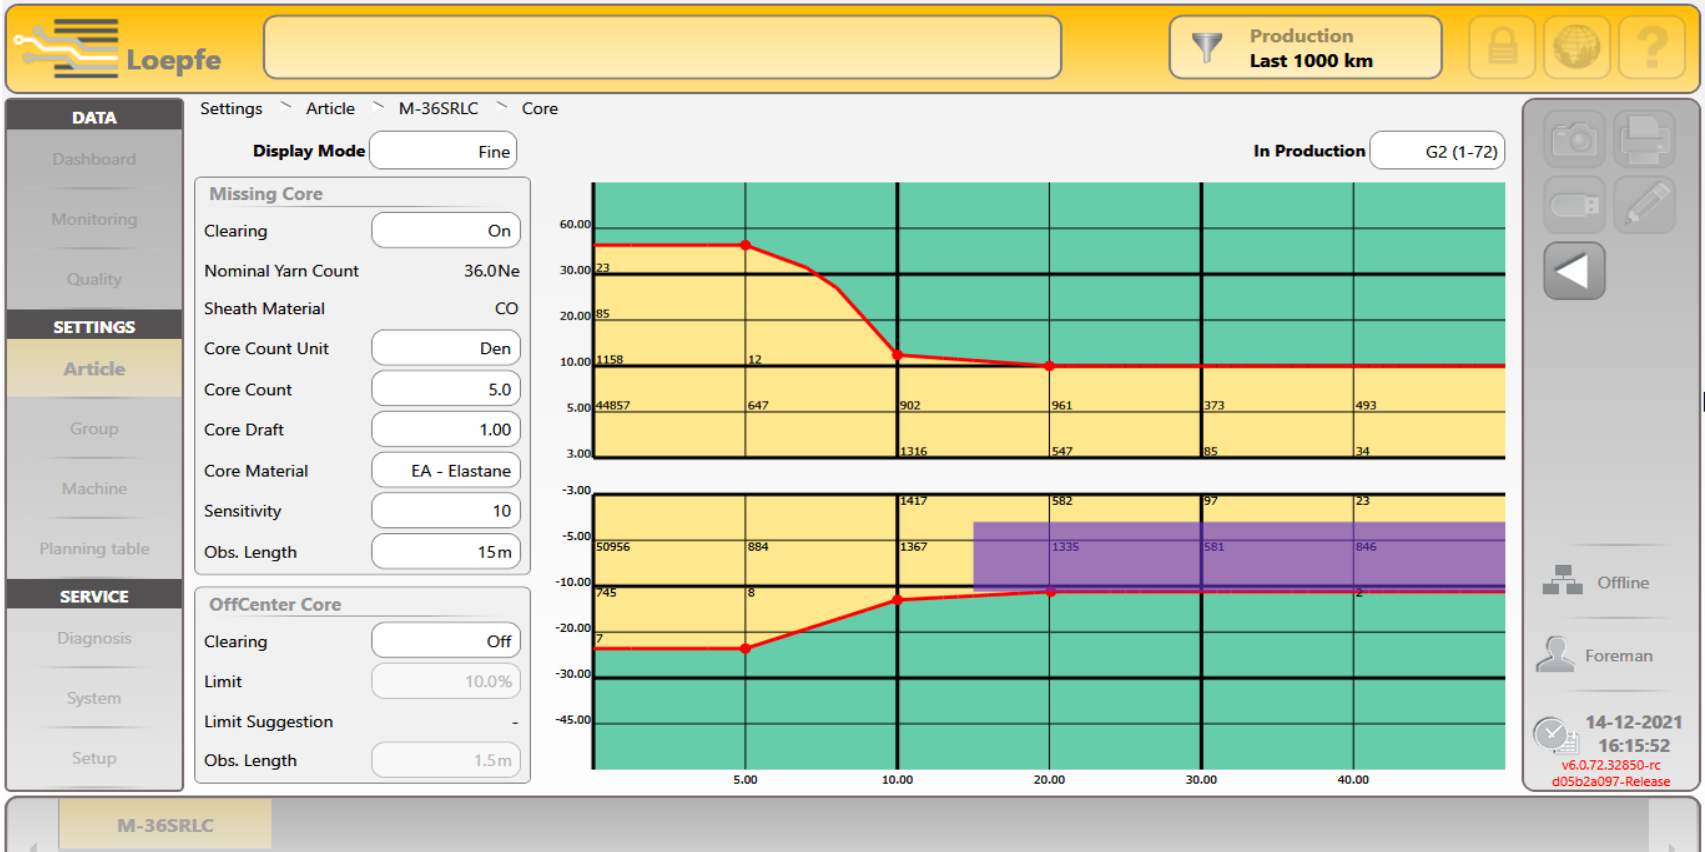 Loepfe
Production
Last 1000 km
?
DATA
Dashboard
Monitoring
Quality
SETTINGS
Article
Group
Machine
Planning table
SERVICE
Diagnosis
System
Setup
Settings > Article > M-36SRLC > Core
Display Mode Fine
In Production G2 (1-72)
Missing Core
Clearing On
Nominal Yarn Count 36.0Ne
Sheath Material CO
Core Count Unit Den
Core Count 5.0
Core Draft 1.00
Core Material EA - Elastane
Sensitivity 10
Obs. Length 15m
OffCenter Core
Clearing Off
Limit 10.0%
Limit Suggestion -
Obs. Length 1.5m
60.00
30.00 23
20.00 85
10.00 1158 12
5.00 44857 647 902 961 373 493
3.00 1316 547 85 34
-3.00 1417 582 97 23
-5.00 50956 884 1367 1335 581 846
-10.00 745 8 2
-20.00 7
-30.00
-45.00
5.00 10.00 20.00 30.00 40.00
Offline
Foreman
14-12-2021
16:15:52
v6.0.72.32850-rc
d05b2a097-Release
M-36SRLC